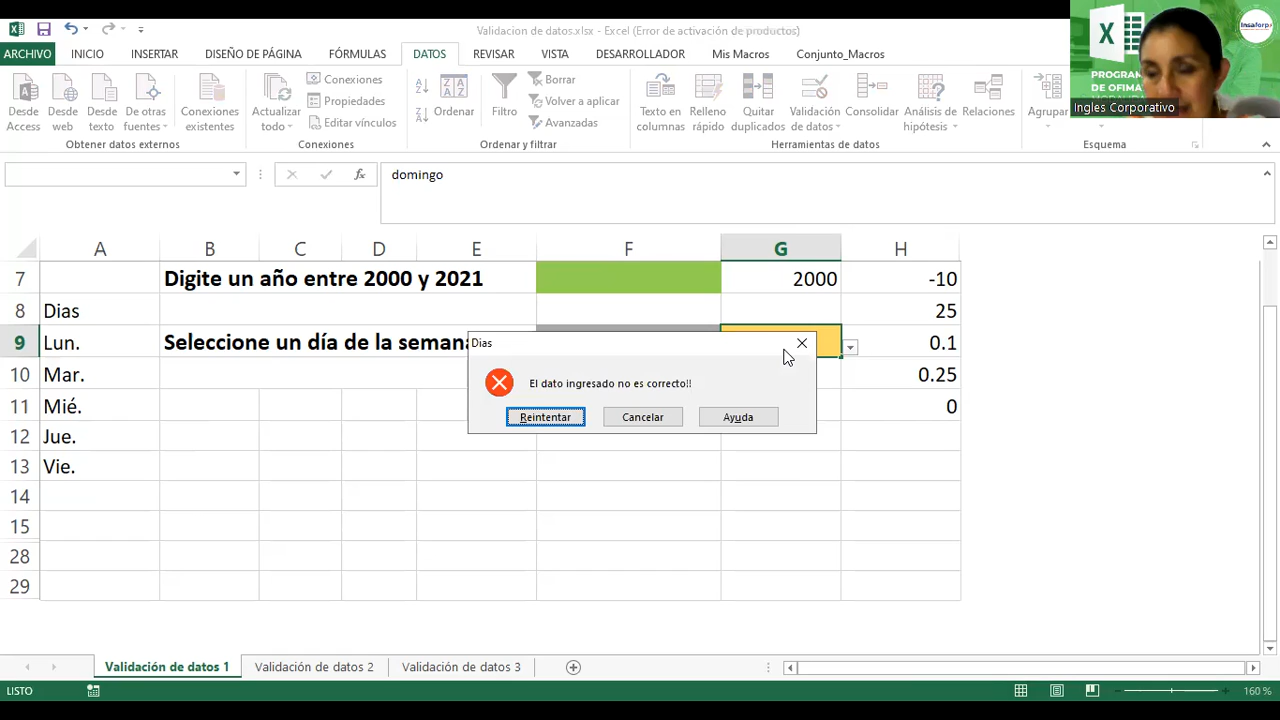 Validacion de datos.xlsx - Excel (Error de activación de productos)
ARCHIVO INICIO INSERTAR DISEÑO DE PÁGINA FÓRMULAS DATOS REVISAR VISTA DESARROLLADOR Mis Macros Conjunto_Macros
Desde Access
Desde web
Desde texto
De otras fuentes
Conexiones existentes
Actualizar todo
Conexiones
Propiedades
Editar vínculos
Ordenar
Filtro
Borrar
Volver a aplicar
Avanzadas
Texto en columnas
Relleno rápido
Quitar duplicados
Validación de datos
Consolidar
Análisis de hipótesis
Relaciones
Agrupar
Obtener datos externos Conexiones Ordenar y filtrar Herramientas de datos Esquema
X
PROGRAM
DE OFIMA
Insaforp
Ingles Corporativo
fx domingo
A B C D E F G H
7 Digite un año entre 2000 y 2021 2000 -10
8 Dias 25
9 Lun. Seleccione un día de la semana 0.1
10 Mar. 0.25
11 Mié. 0
12 Jue.
13 Vie.
14
15
28
29
Dias
El dato ingresado no es correcto!!
Reintentar Cancelar Ayuda
Validación de datos 1 Validación de datos 2 Validación de datos 3
LISTO 160 %